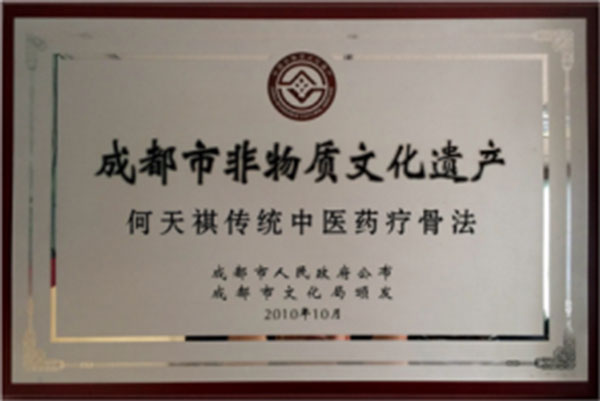 成都市非物质文化遗产
何天祺传统中医药疗骨法
成都市人民政府公布
成都市文化局颁发
2010年10月